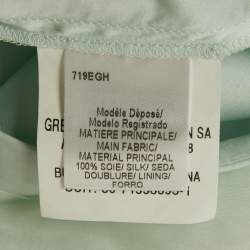 719EGH
Modèle Déposé/
Modelo Registrado
MATIERE PRINCIPALE/
MAIN FABRIC/
MATERIAL PRINCIPAL
100% SOIE/ SILK/ SEDA
DOUBLURE/ LINING/
FORRO